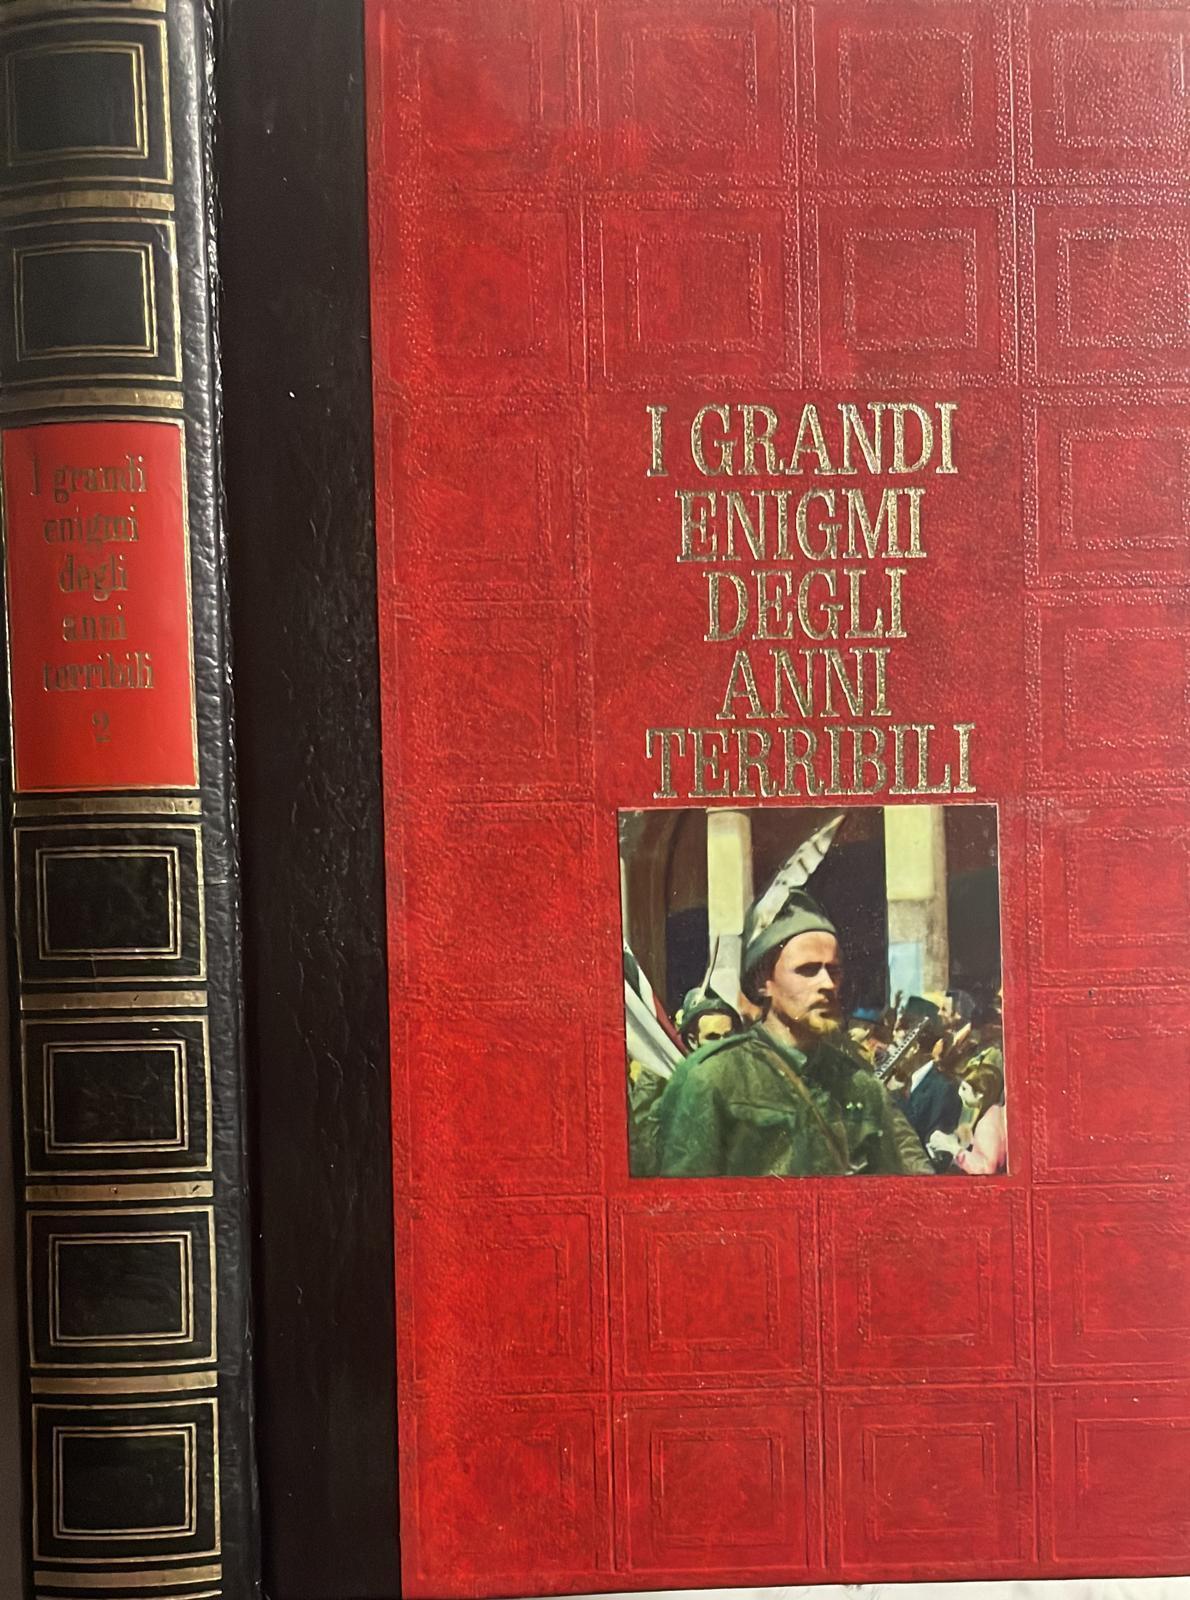 I grandi
enigmi
degli
anni
terribili
2
I GRANDI
ENIGMI
DEGLI
ANNI
TERRIBILI